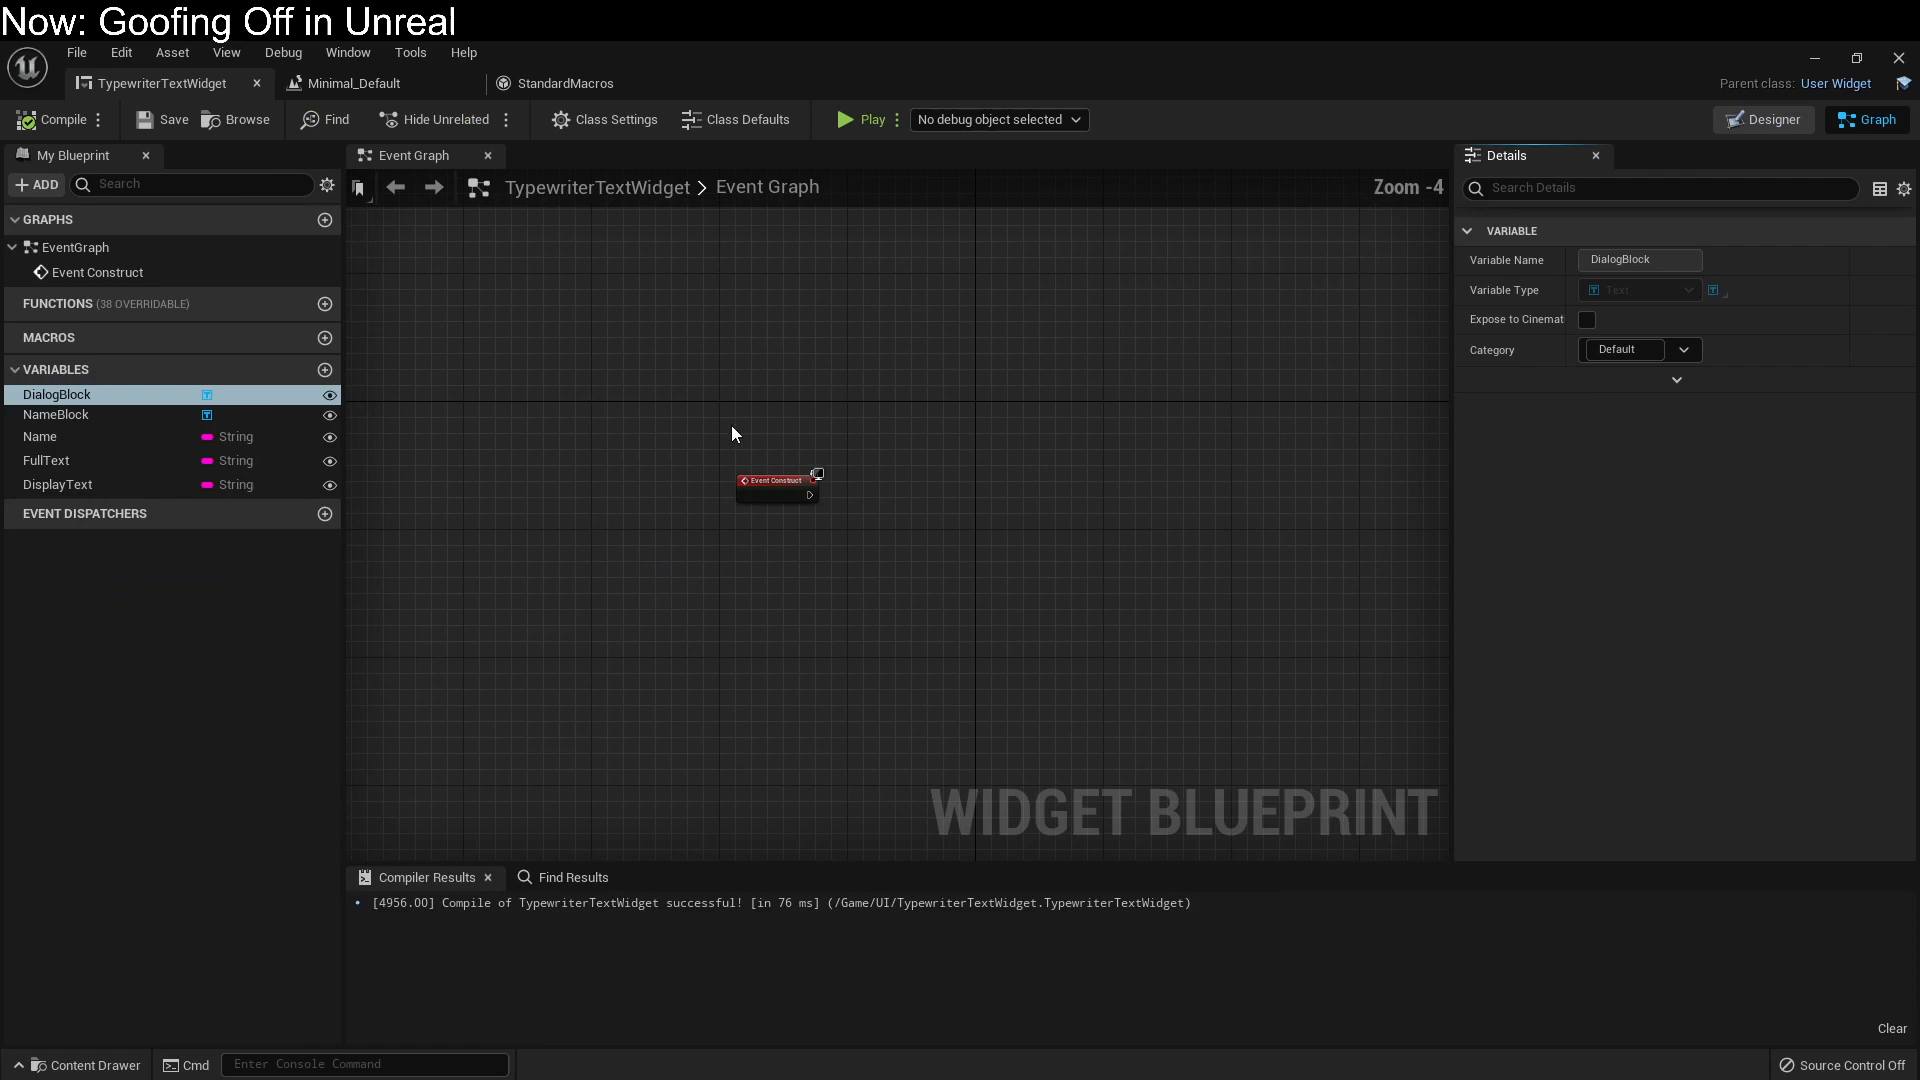 Now: Goofing Off in Unreal
File Edit Asset View Debug Window Tools Help
TypewriterTextWidget Minimal_Default StandardMacros Parent class: User Widget
Compile Save Browse Find Hide Unrelated Class Settings Class Defaults Play No debug object selected Designer Graph
My Blueprint Event Graph Details
ADD Search TypewriterTextWidget > Event Graph Zoom -4 Search Details
GRAPHS
EventGraph
Event Construct
FUNCTIONS (38 OVERRIDABLE)
MACROS
VARIABLES
DialogBlock
NameBlock
Name String
FullText String
DisplayText String
EVENT DISPATCHERS
Event Construct
WIDGET BLUEPRINT
VARIABLE
Variable Name DialogBlock
Variable Type Text
Expose to Cinemat
Category Default
Compiler Results Find Results
• [4956.00] Compile of TypewriterTextWidget successful! [in 76 ms] (/Game/UI/TypewriterTextWidget.TypewriterTextWidget)
Clear
Content Drawer Cmd Enter Console Command Source Control Off